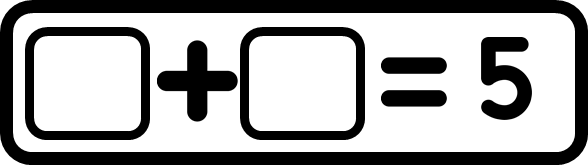 □ + □ = 5